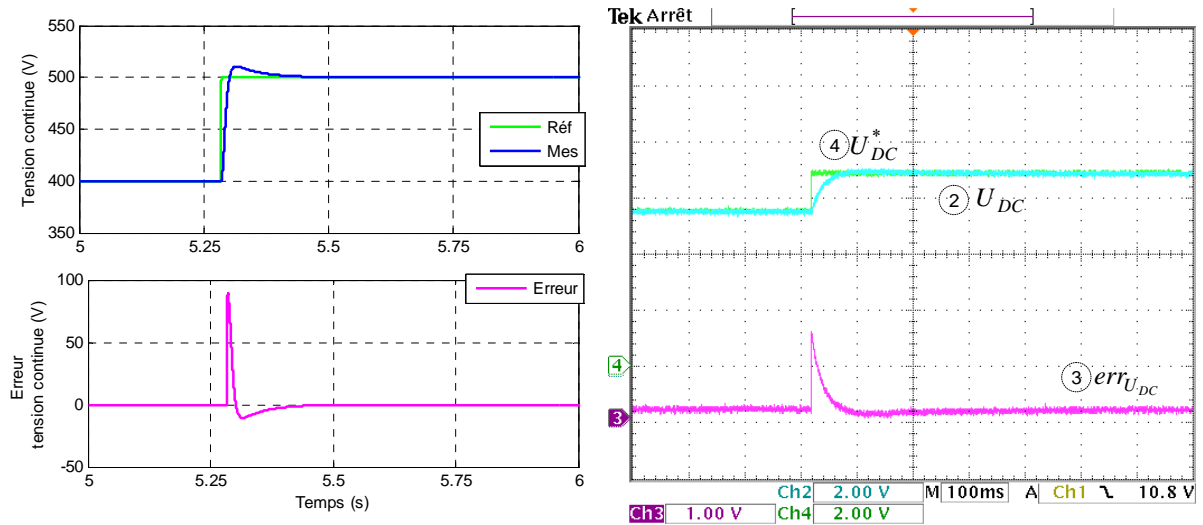 550
500
450
400
350
Tension continue (V)
Réf
Mes
5
5.25
5.5
5.75
6
100
50
0
-50
Erreur
tension continue (V)
Erreur
5
5.25
5.5
5.75
6
Temps (s)
Tek Arrêt
4 U*DC
2 UDC
4
3 errUDC
3
Ch2 2.00 V M 100ms A Ch1 10.8 V
Ch3 1.00 V Ch4 2.00 V